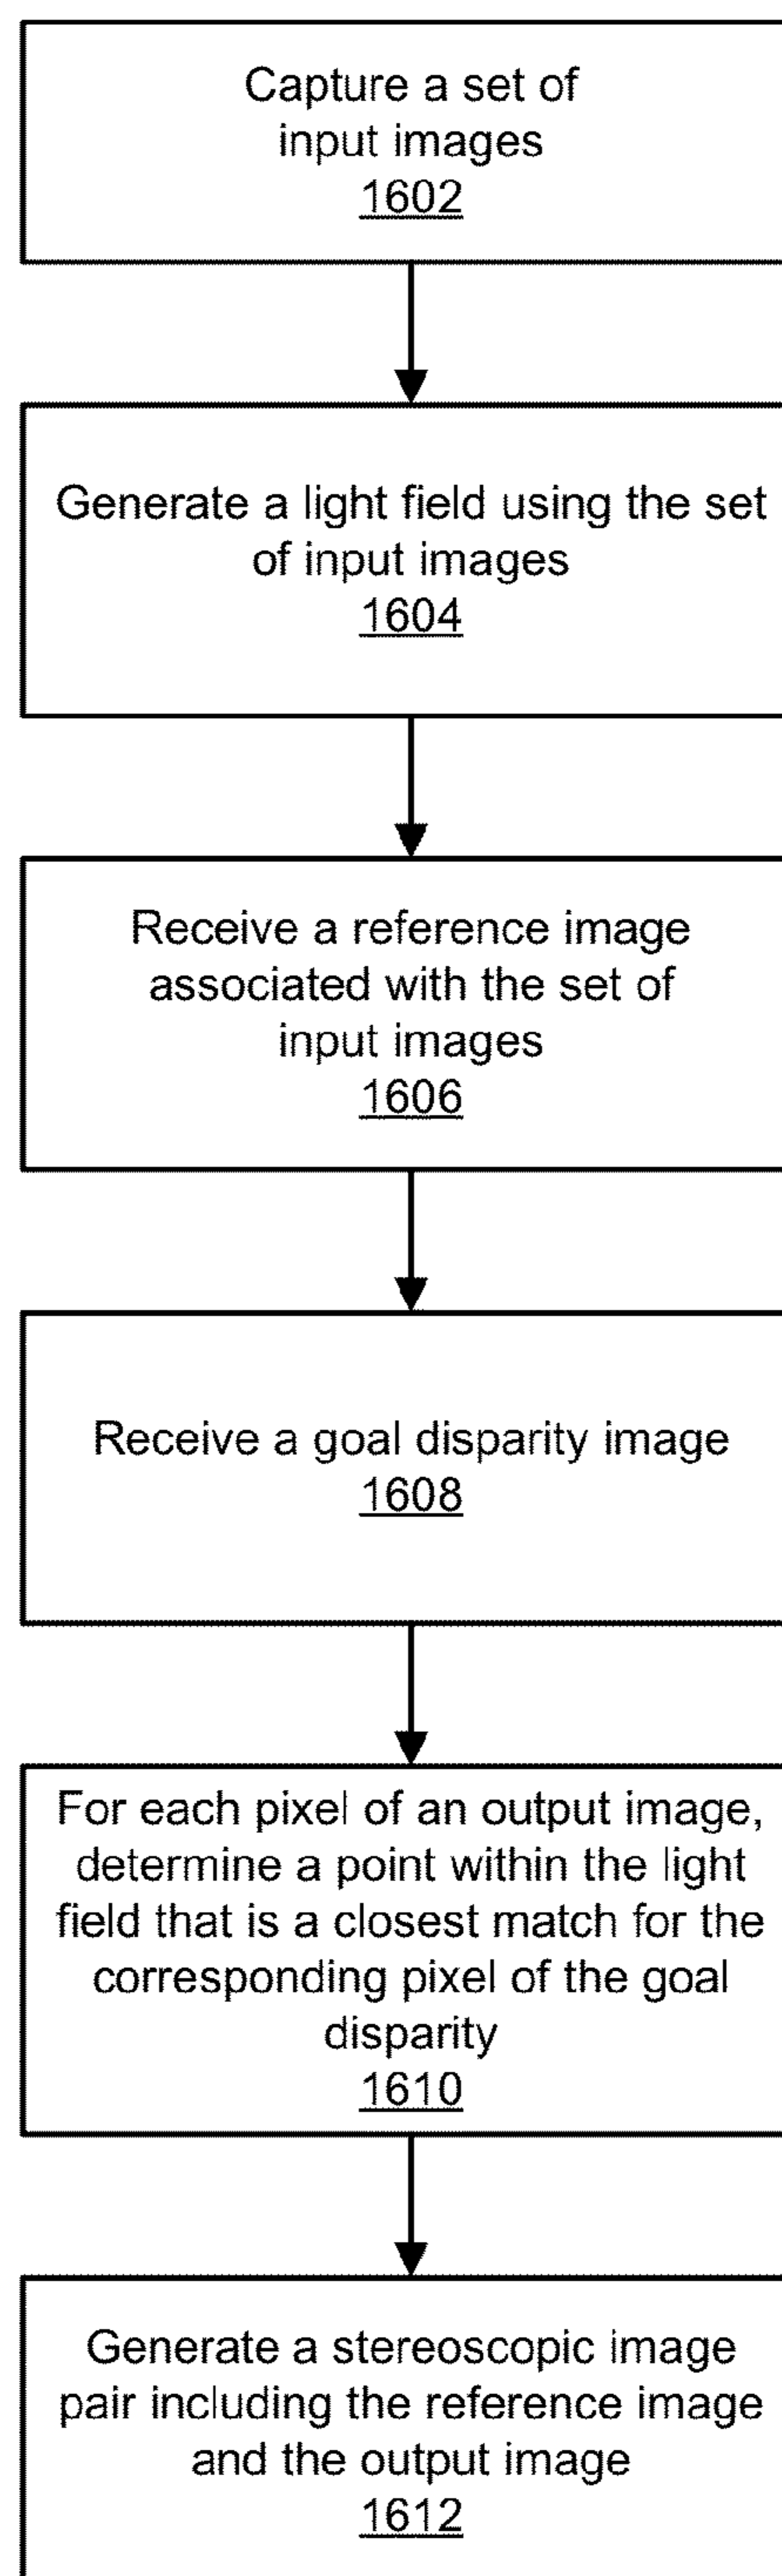 Capture a set of
input images
1602
Generate a light field using the set
of input images
1604
Receive a reference image
associated with the set of
input images
1606
Receive a goal disparity image
1608
For each pixel of an output image,
determine a point within the light
field that is a closest match for the
corresponding pixel of the goal
disparity
1610
Generate a stereoscopic image
pair including the reference image
and the output image
1612